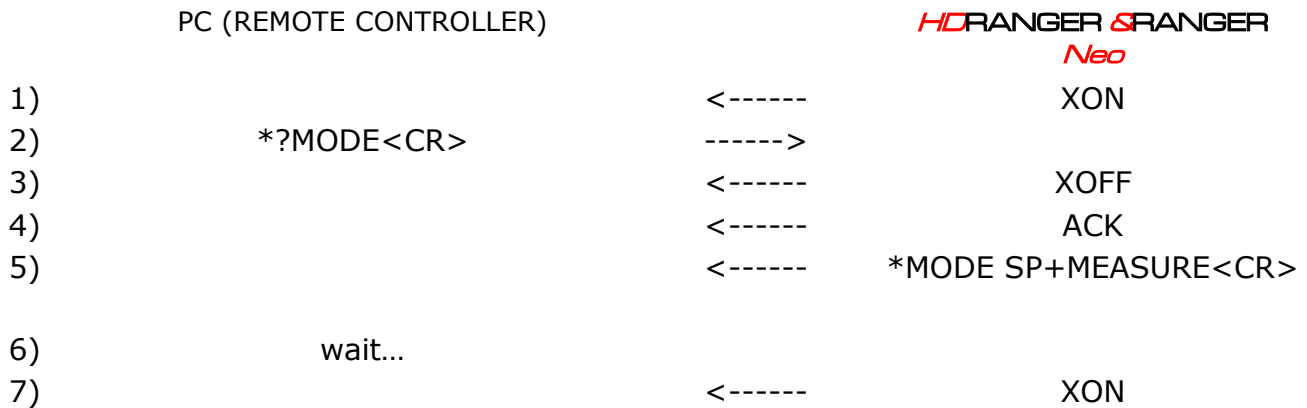 PC (REMOTE CONTROLLER) HDRANGER &RANGER
Neo
1) <------ XON
2) *?MODE<CR> ------>
3) <------ XOFF
4) <------ ACK
5) <------ *MODE SP+MEASURE<CR>
6) wait…
7) <------ XON